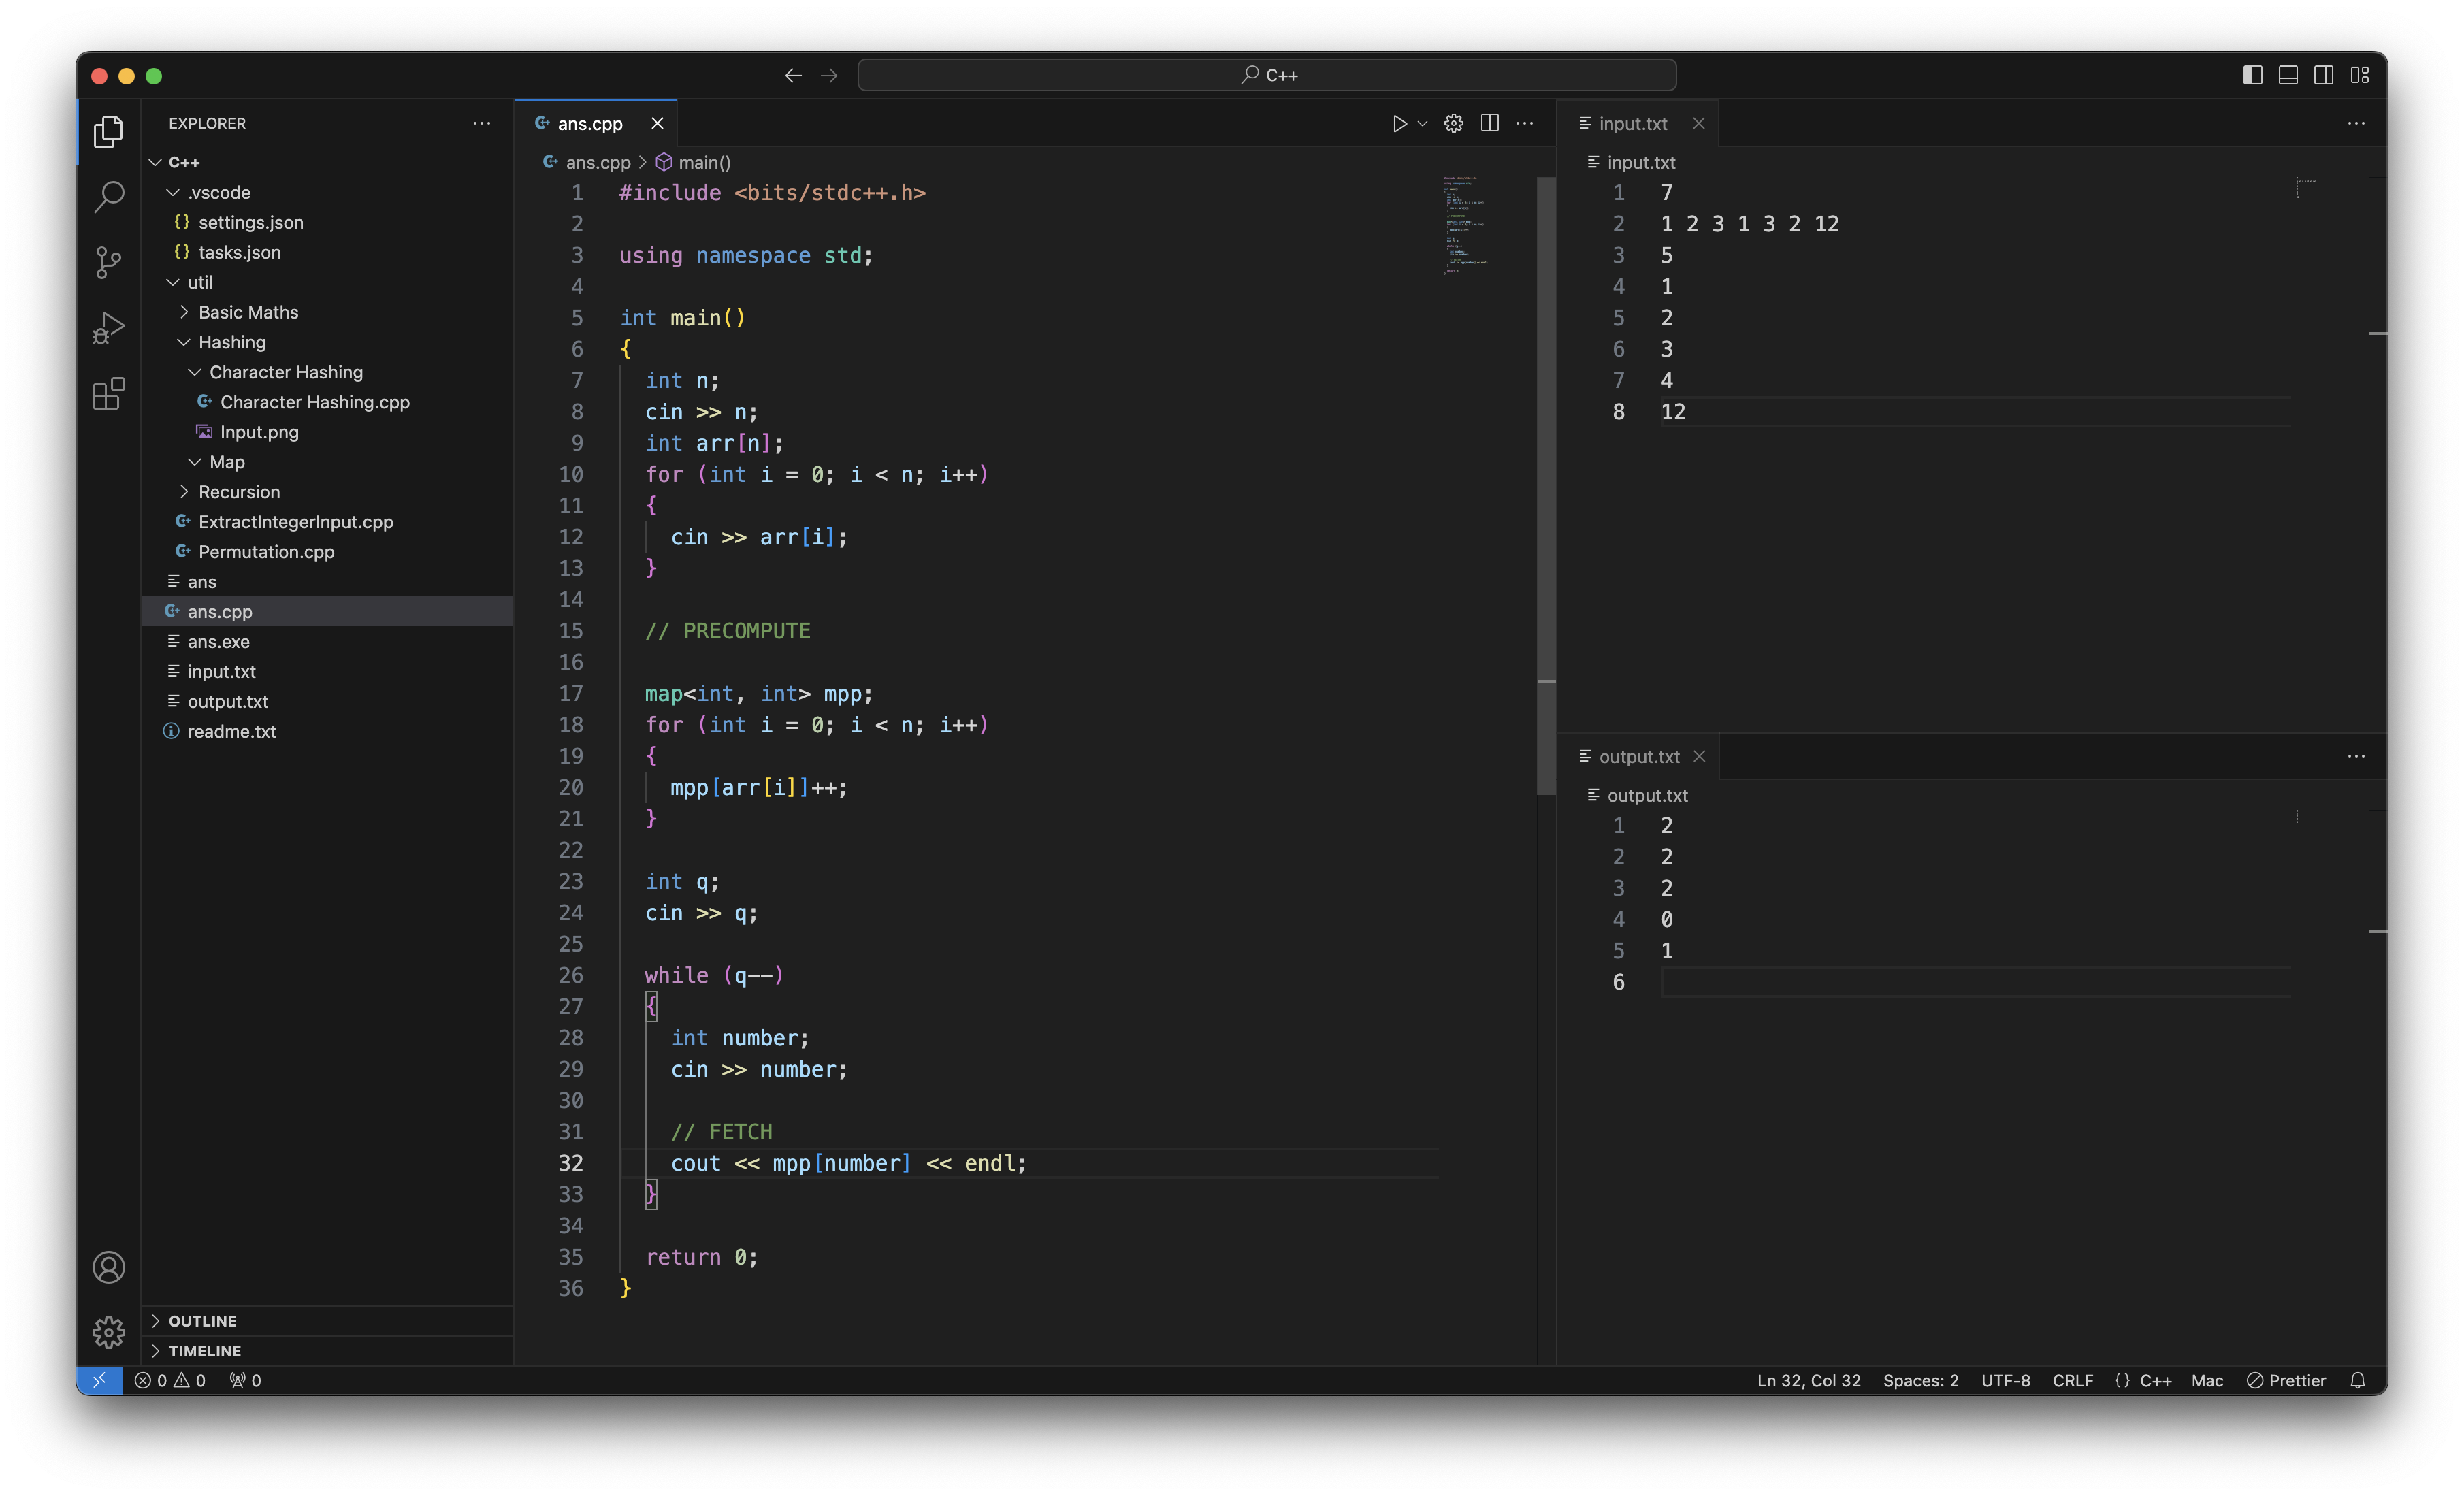 C++
EXPLORER
C++
.vscode
{} settings.json
{} tasks.json
util
Basic Maths
Hashing
Character Hashing
Character Hashing.cpp
Input.png
Map
Recursion
ExtractIntegerInput.cpp
Permutation.cpp
ans
ans.cpp
ans.exe
input.txt
output.txt
readme.txt
OUTLINE
TIMELINE
ans.cpp
ans.cpp > main()
1 #include <bits/stdc++.h>
2
3 using namespace std;
4
5 int main()
6 {
7 int n;
8 cin >> n;
9 int arr[n];
10 for (int i = 0; i < n; i++)
11 {
12 cin >> arr[i];
13 }
14
15 // PRECOMPUTE
16
17 map<int, int> mpp;
18 for (int i = 0; i < n; i++)
19 {
20 mpp[arr[i]]++;
21 }
22
23 int q;
24 cin >> q;
25
26 while (q--)
27 {
28 int number;
29 cin >> number;
30
31 // FETCH
32 cout << mpp[number] << endl;
33 }
34
35 return 0;
36 }
input.txt
input.txt
1 7
2 1 2 3 1 3 2 12
3 5
4 1
5 2
6 3
7 4
8 12
output.txt
output.txt
1 2
2 2
3 2
4 0
5 1
6
0 0 0
Ln 32, Col 32 Spaces: 2 UTF-8 CRLF {} C++ Mac Prettier